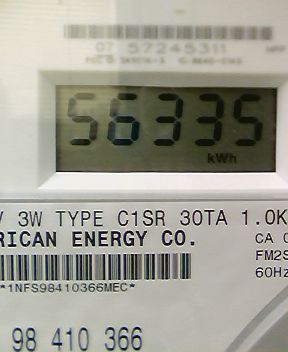 07 57245311
56335
kWh
V 3W TYPE C1SR 30TA 1.0K
RICAN ENERGY CO.
CA 0
FM2S
60Hz
*1NFS98410366MEC*
98 410 366